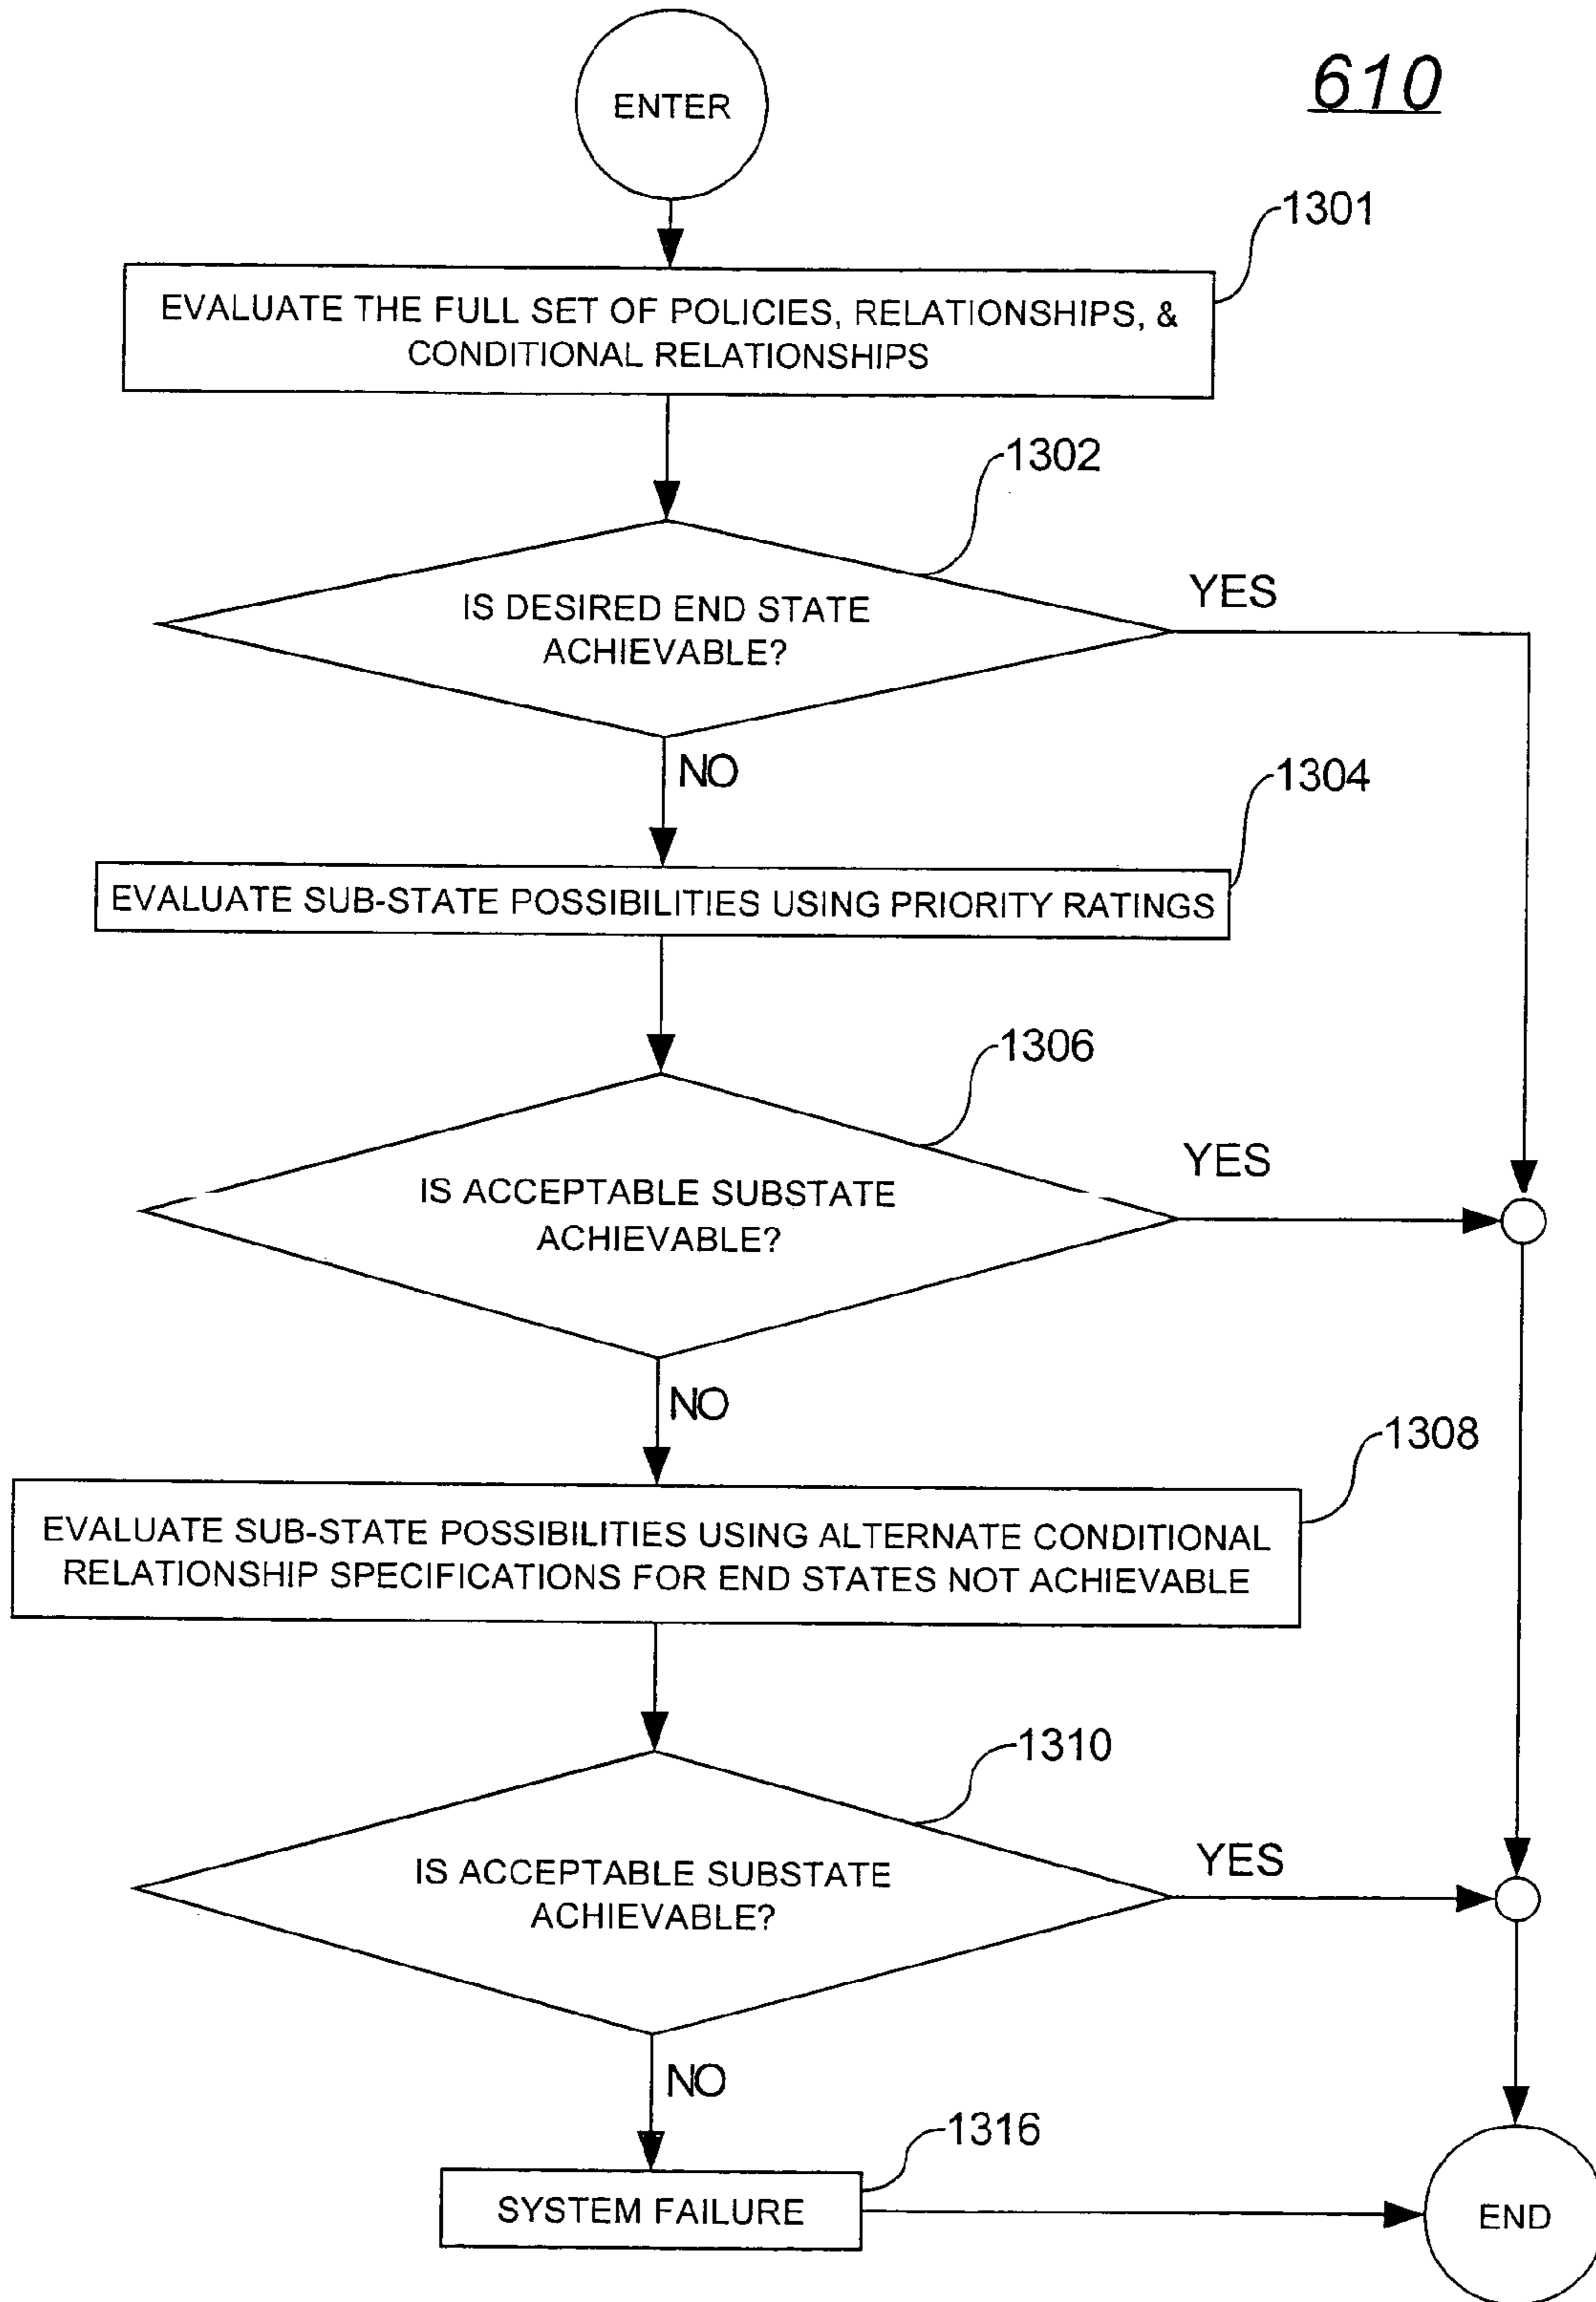 610
ENTER
1301
EVALUATE THE FULL SET OF POLICIES, RELATIONSHIPS, &
CONDITIONAL RELATIONSHIPS
1302
IS DESIRED END STATE
ACHIEVABLE?
YES
NO
1304
EVALUATE SUB-STATE POSSIBILITIES USING PRIORITY RATINGS
1306
IS ACCEPTABLE SUBSTATE
ACHIEVABLE?
YES
NO
1308
EVALUATE SUB-STATE POSSIBILITIES USING ALTERNATE CONDITIONAL
RELATIONSHIP SPECIFICATIONS FOR END STATES NOT ACHIEVABLE
1310
IS ACCEPTABLE SUBSTATE
ACHIEVABLE?
YES
NO
1316
SYSTEM FAILURE
END